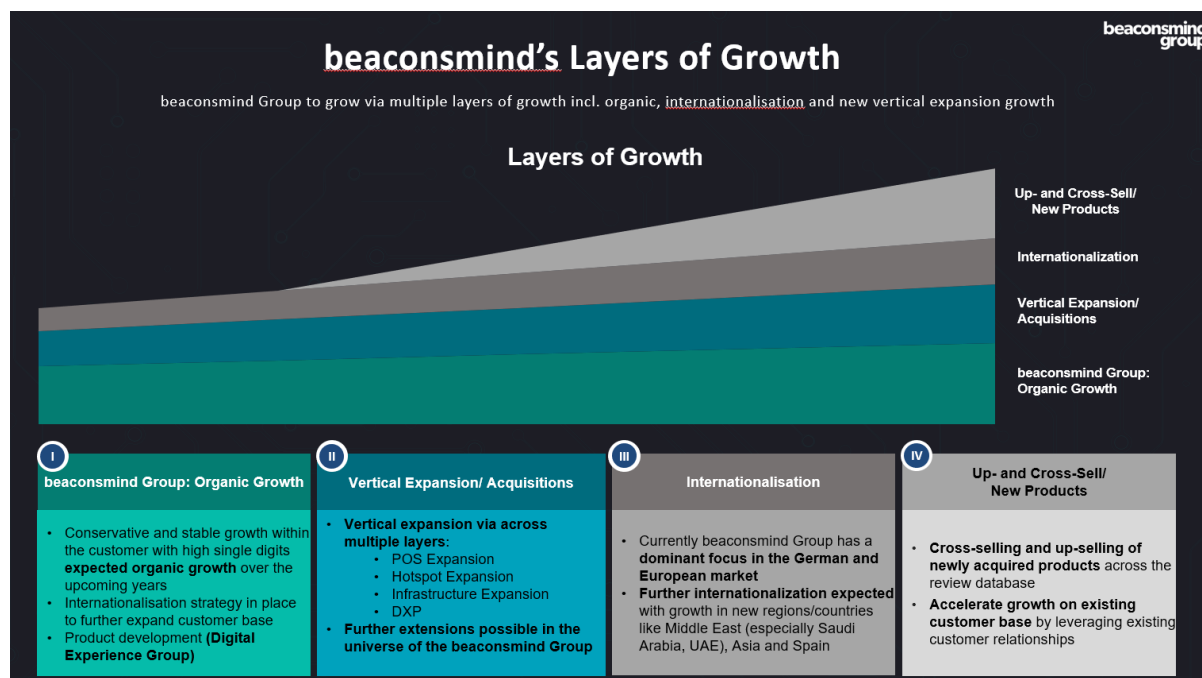 beaconsmind
group
beaconsmind's Layers of Growth
beaconsmind Group to grow via multiple layers of growth incl. organic, internationalisation and new vertical expansion growth
Layers of Growth
Up- and Cross-Sell/
New Products
Internationalization
Vertical Expansion/
Acquisitions
beaconsmind Group:
Organic Growth
I
beaconsmind Group: Organic Growth
• Conservative and stable growth within
the customer with high single digits
expected organic growth over the
upcoming years
• Internationalisation strategy in place
to further expand customer base
• Product development (Digital
Experience Group)
II
Vertical Expansion/ Acquisitions
• Vertical expansion via across
multiple layers:
• POS Expansion
• Hotspot Expansion
• Infrastructure Expansion
• DXP
• Further extensions possible in the
universe of the beaconsmind Group
III
Internationalisation
• Currently beaconsmind Group has a
dominant focus in the German and
European market
• Further internationalization expected
with growth in new regions/countries
like Middle East (especially Saudi
Arabia, UAE), Asia and Spain
IV
Up- and Cross-Sell/
New Products
• Cross-selling and up-selling of
newly acquired products across the
review database
• Accelerate growth on existing
customer base by leveraging existing
customer relationships